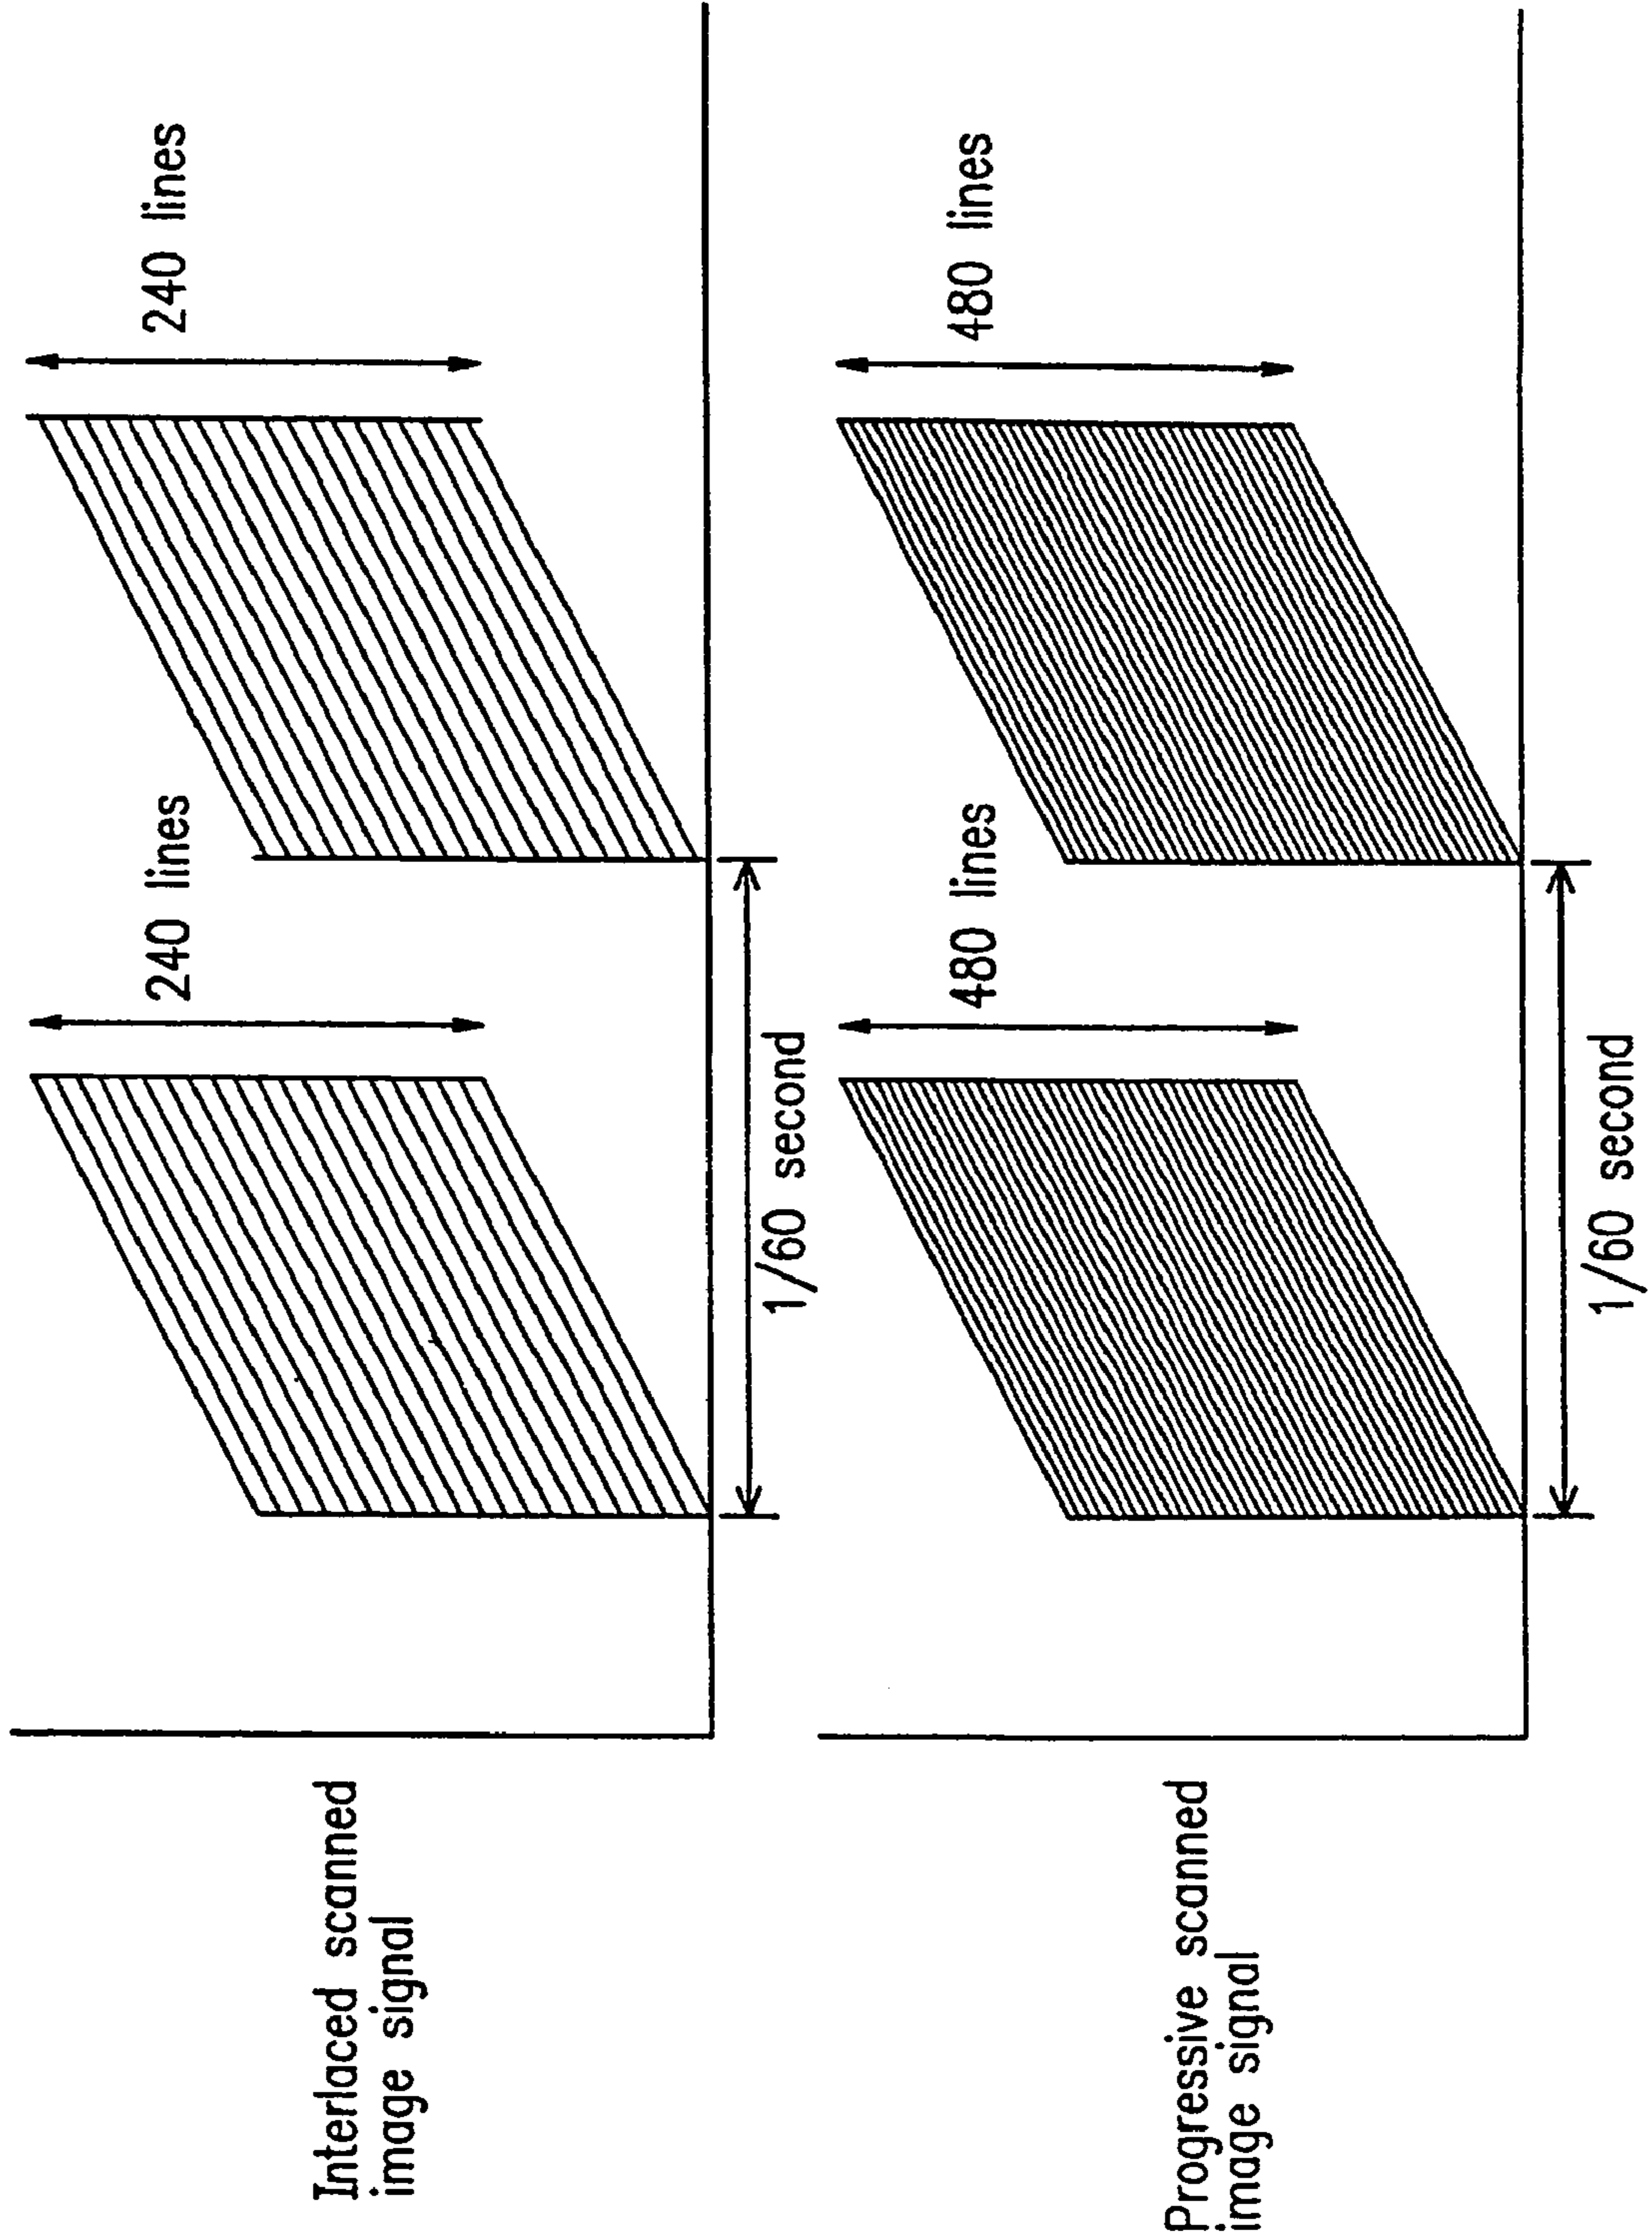 Interlaced scanned
image signal
240 lines
240 lines
1/60 second
Progressive scanned
image signal
480 lines
480 lines
1/60 second